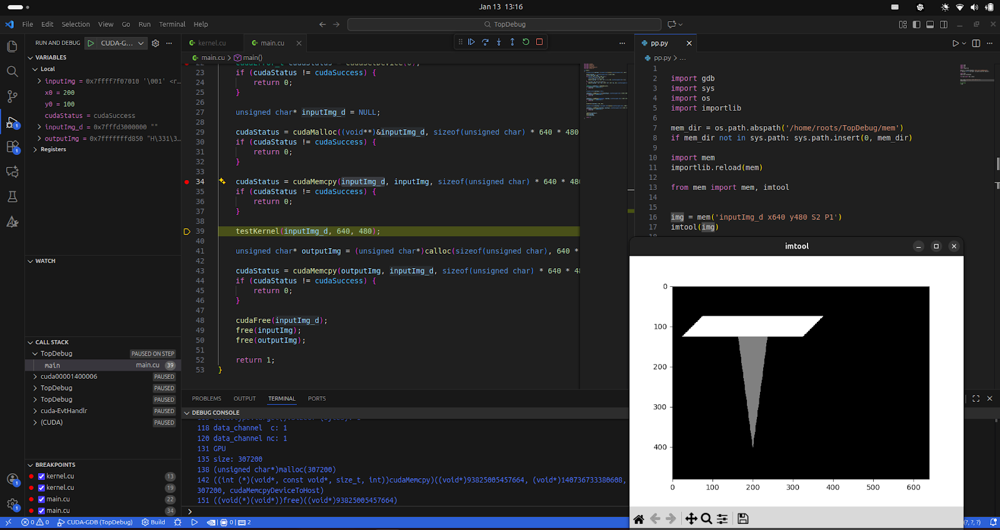 Jan 13 13:16
File Edit Selection View Go Run Terminal Help
TopDebug
RUN AND DEBUG CUDA-G...
VARIABLES
Local
inputImg = 0x7ffff7f07010 '\001' <r...
x0 = 200
y0 = 100
cudaStatus = cudaSuccess
inputImg_d = 0x7fffd3000000 ""
outputImg = 0x7fffffffd850 "H\331\3...
Registers
WATCH
CALL STACK
TopDebug PAUSED ON STEP
main main.cu 39
cuda00001400006 PAUSED
TopDebug PAUSED
TopDebug PAUSED
cuda-EvtHandlr PAUSED
(CUDA) PAUSED
BREAKPOINTS
kernel.cu 13
kernel.cu 19
main.cu 22
main.cu 34
kernel.cu main.cu
main.cu > main()
22 cudaError_t cudaStatus = cudaSetDevice(0);
23 if (cudaStatus != cudaSuccess) {
24 return 0;
25 }
26
27 unsigned char* inputImg_d = NULL;
28
29 cudaStatus = cudaMalloc((void**)&inputImg_d, sizeof(unsigned char) * 640 * 480
30 if (cudaStatus != cudaSuccess) {
31 return 0;
32 }
33
34 cudaStatus = cudaMemcpy(inputImg_d, inputImg, sizeof(unsigned char) * 640 * 480
35 if (cudaStatus != cudaSuccess) {
36 return 0;
37 }
38
39 testKernel(inputImg_d, 640, 480);
40
41 unsigned char* outputImg = (unsigned char*)calloc(sizeof(unsigned char), 640 *
42
43 cudaStatus = cudaMemcpy(outputImg, inputImg_d, sizeof(unsigned char) * 640 * 4
44 if (cudaStatus != cudaSuccess) {
45 return 0;
46 }
47
48 cudaFree(inputImg_d);
49 free(inputImg);
50 free(outputImg);
51
52 return 1;
53 }
pp.py
pp.py > ...
1
2 import gdb
3 import sys
4 import os
5 import importlib
6
7 mem_dir = os.path.abspath('/home/roots/TopDebug/mem')
8 if mem_dir not in sys.path: sys.path.insert(0, mem_dir)
9
10 import mem
11 importlib.reload(mem)
12
13 from mem import mem, imtool
14
15
16 img = mem('inputImg_d x640 y480 S2 P1')
17 imtool(img)
PROBLEMS OUTPUT TERMINAL PORTS
DEBUG CONSOLE
118 data_channel c: 1
120 data_channel nc: 1
131 GPU
135 size: 307200
138 (unsigned char*)malloc(307200)
142 ((int (*)(void*, const void*, size_t, int))cudaMemcpy)((void*)93825005457664, (void*)140736733380608,
307200, cudaMemcpyDeviceToHost)
151 ((void(*)(void*))free)((void*)93825005457664)
imtool
0
100
200
300
400
0 100 200 300 400 500 600
0 0 CUDA-GDB (TopDebug) Build 0 2 (?, ?, ?)